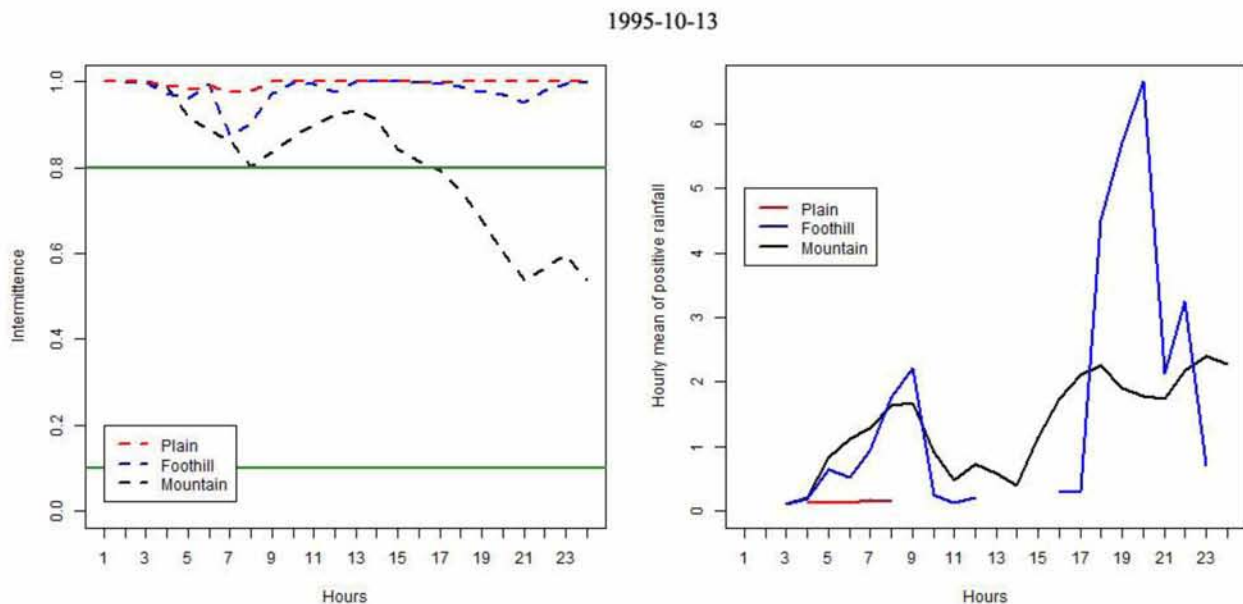 1995-10-13
Intermittence
1.0
0.8
0.6
0.4
0.2
0.0
Plain
Foothill
Mountain
1 3 5 7 9 11 13 15 17 19 21 23
Hours
Hourly mean of positive rainfall
6
5
4
3
2
1
0
Plain
Foothill
Mountain
1 3 5 7 9 11 13 15 17 19 21 23
Hours